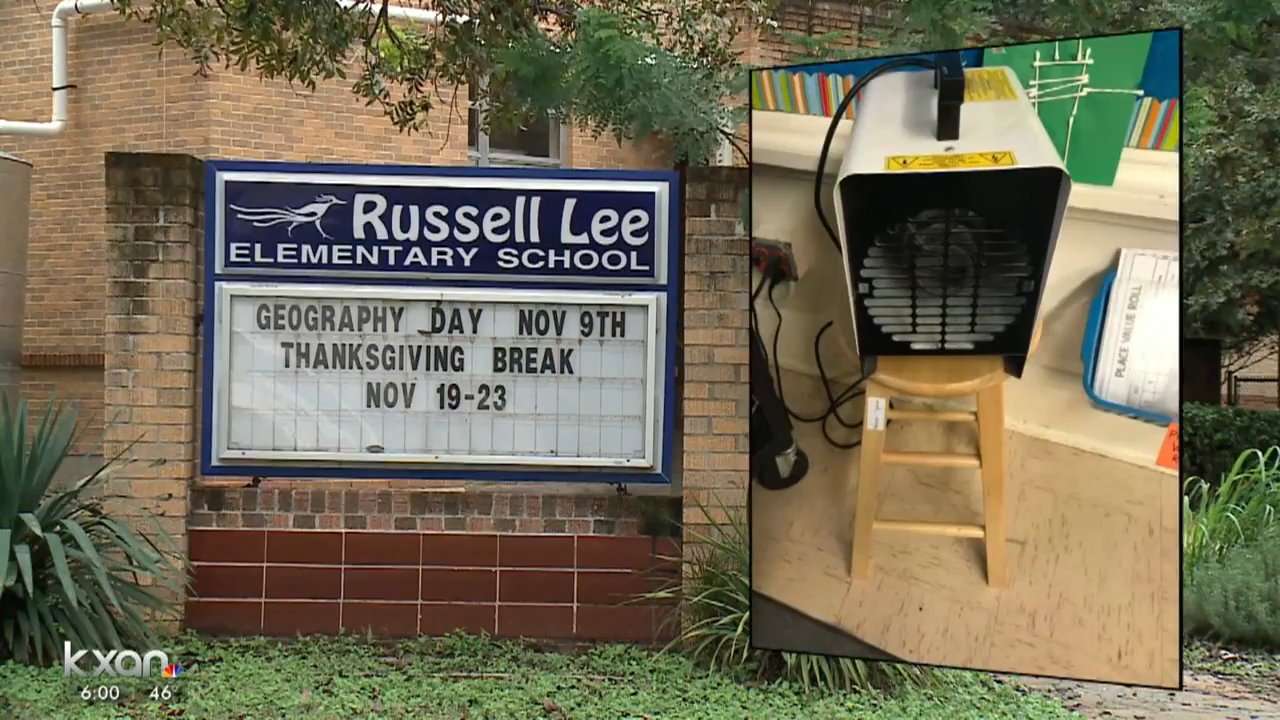 Russell Lee
ELEMENTARY SCHOOL
GEOGRAPHY DAY NOV 9TH
THANKSGIVING BREAK
NOV 19-23
PLACE VALUE ROLL
kxan
6:00 46°